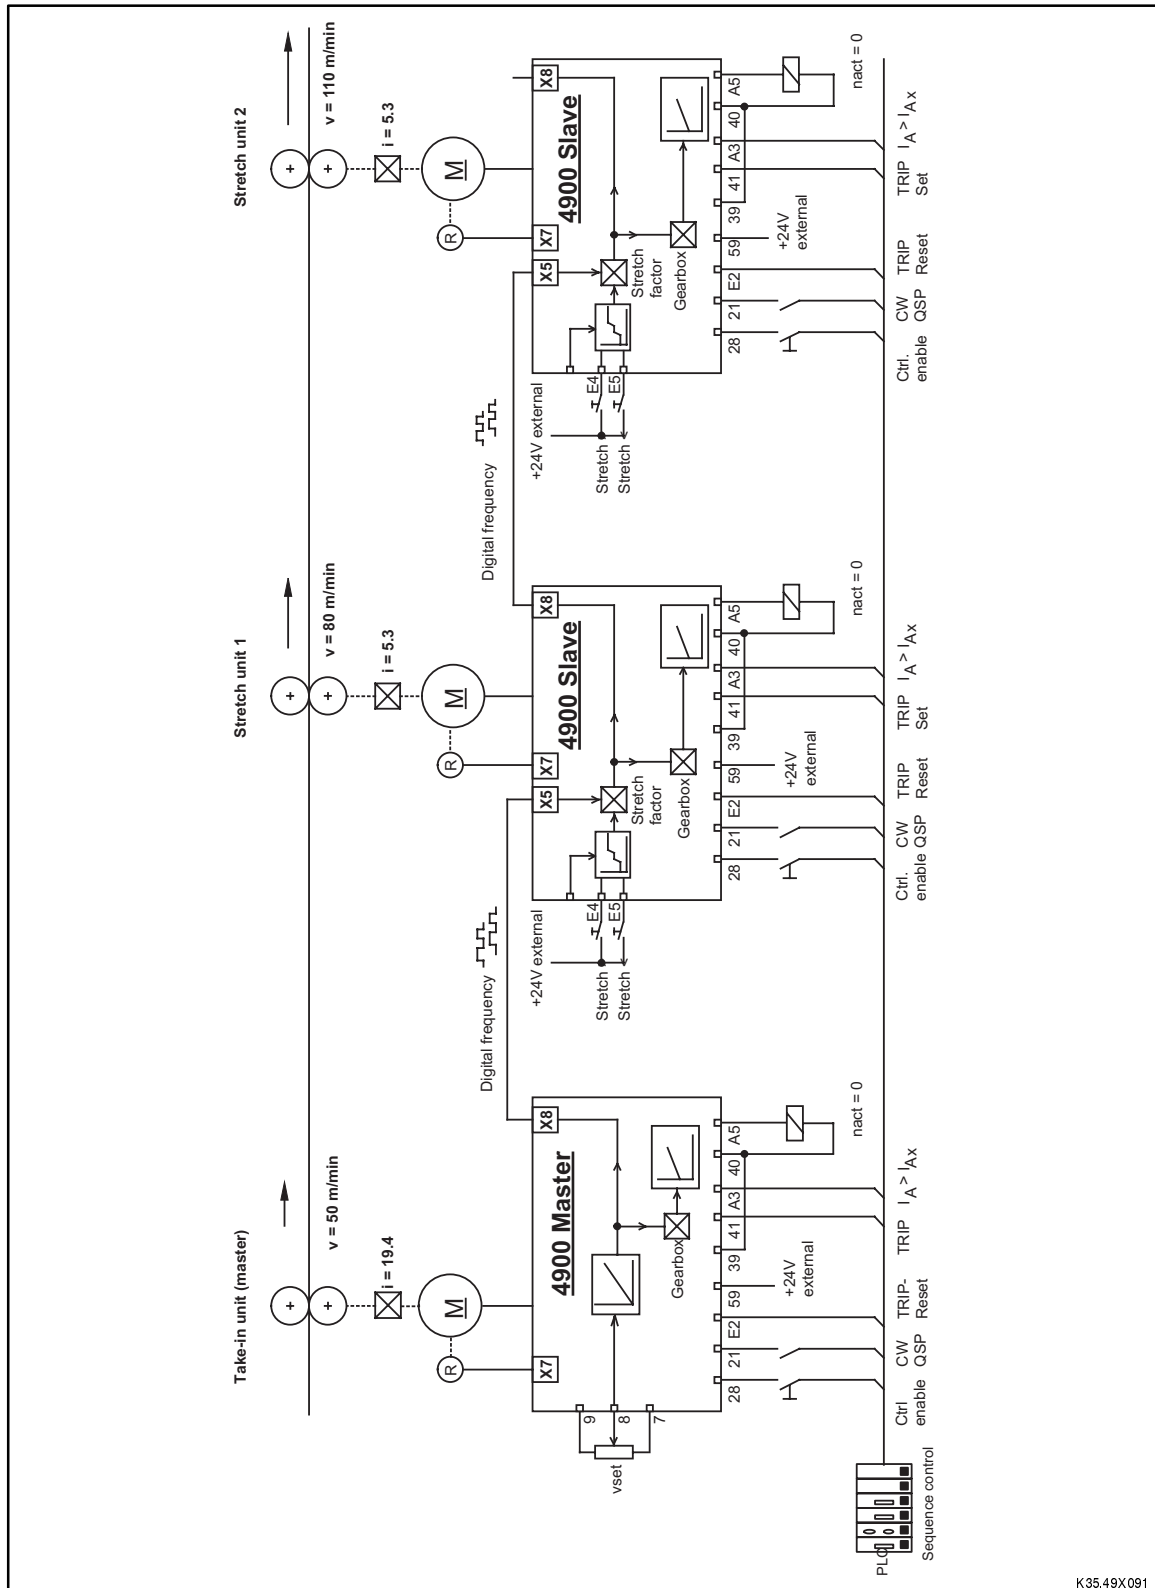 Take-in unit (master)
v = 50 m/min
i = 19.4
M
R
X7
4900 Master
X8
9
8
7
vset
Gearbox
28
21
E2
59
39
41
A3
40
A5
Ctrl
enable
CW
QSP
TRIP-
Reset
+24V
external
TRIP
I A > I Ax
nact = 0
PLC
Sequence control
Digital frequency
Stretch unit 1
v = 80 m/min
i = 5.3
M
R
X5
X7
4900 Slave
X8
+24V external
Stretch
Stretch
E4
E5
Stretch
factor
Gearbox
28
21
E2
59
39
41
A3
40
A5
Ctrl.
enable
CW
QSP
TRIP
Reset
+24V
external
TRIP
Set
I A > I Ax
nact = 0
Digital frequency
Stretch unit 2
v = 110 m/min
i = 5.3
M
R
X5
X7
4900 Slave
X8
+24V external
Stretch
Stretch
E4
E5
Stretch
factor
Gearbox
28
21
E2
59
39
41
A3
40
A5
Ctrl.
enable
CW
QSP
TRIP
Reset
+24V
external
TRIP
Set
I A > I Ax
nact = 0
K35.49X091